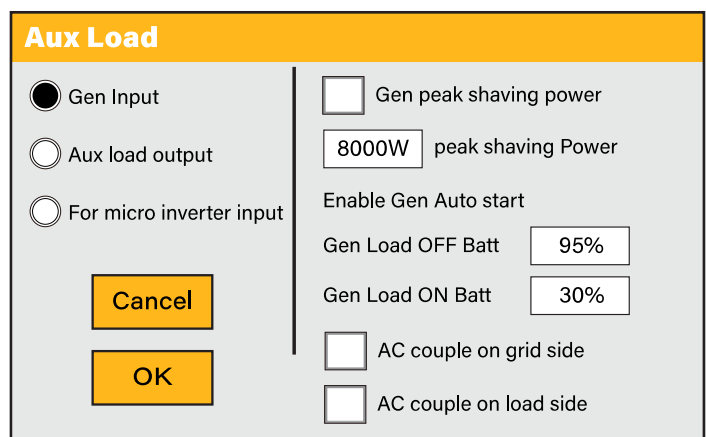 Aux Load
Gen Input
Aux load output
For micro inverter input
Cancel
OK
Gen peak shaving power
8000W peak shaving Power
Enable Gen Auto start
Gen Load OFF Batt 95%
Gen Load ON Batt 30%
AC couple on grid side
AC couple on load side